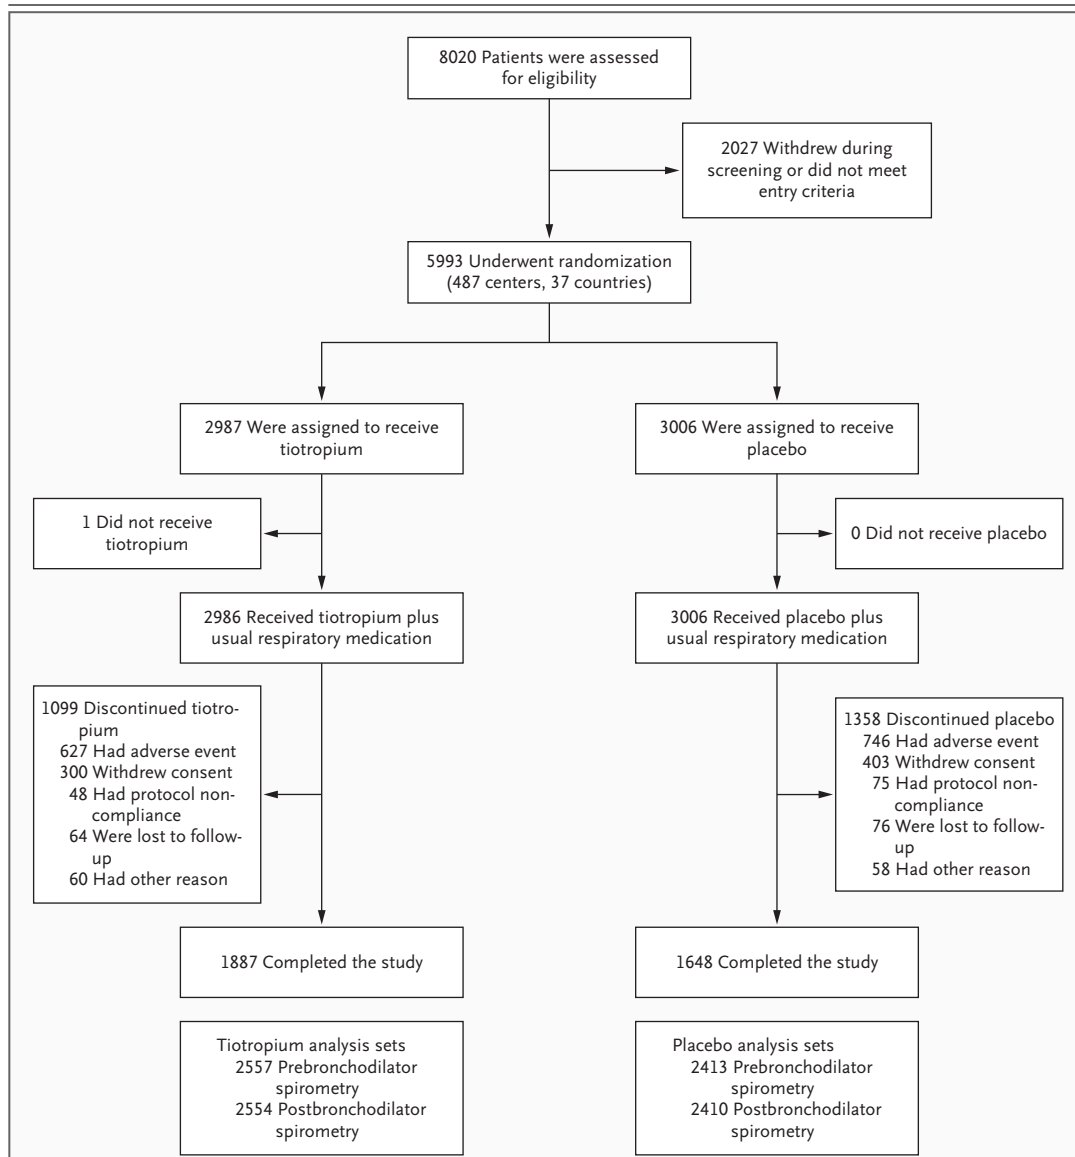 8020 Patients were assessed
for eligibility
2027 Withdrew during
screening or did not meet
entry criteria
5993 Underwent randomization
(487 centers, 37 countries)
2987 Were assigned to receive
tiotropium
3006 Were assigned to receive
placebo
1 Did not receive
tiotropium
0 Did not receive placebo
2986 Received tiotropium plus
usual respiratory medication
3006 Received placebo plus
usual respiratory medication
1099 Discontinued tiotro-
pium
627 Had adverse event
300 Withdrew consent
48 Had protocol non-
compliance
64 Were lost to follow-
up
60 Had other reason
1358 Discontinued placebo
746 Had adverse event
403 Withdrew consent
75 Had protocol non-
compliance
76 Were lost to follow-
up
58 Had other reason
1887 Completed the study
1648 Completed the study
Tiotropium analysis sets
2557 Prebronchodilator
spirometry
2554 Postbronchodilator
spirometry
Placebo analysis sets
2413 Prebronchodilator
spirometry
2410 Postbronchodilator
spirometry